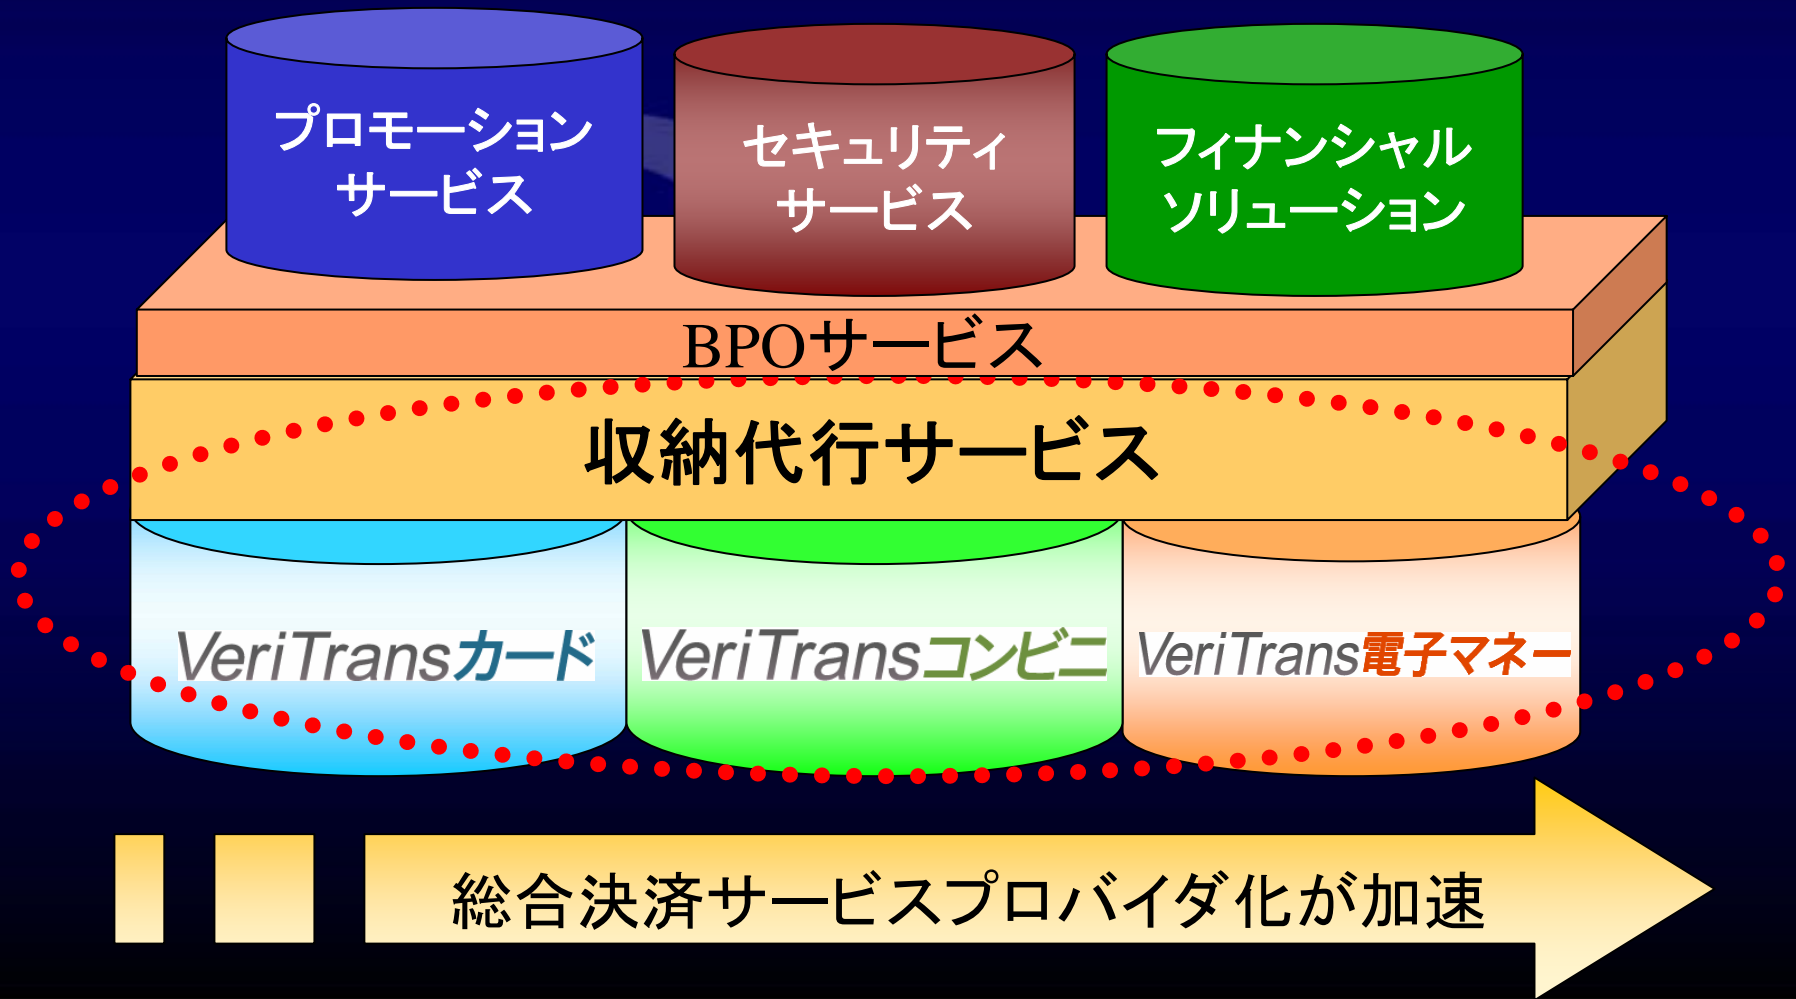 プロモーション
サービス
セキュリティ
サービス
フィナンシャル
ソリューション
BPOサービス
収納代行サービス
VeriTransカード
VeriTransコンビニ
VeriTrans電子マネー
総合決済サービスプロバイダ化が加速